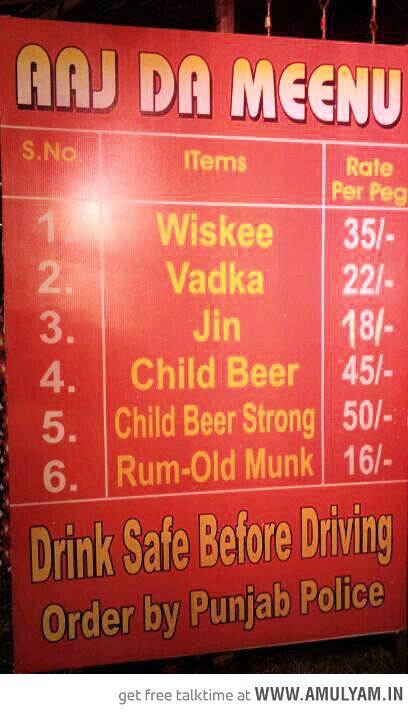 AAJ DA MEENU
S.No. ITems Rate Per Peg
1. Wiskee 35/-
2. Vadka 22/-
3. Jin 18/-
4. Child Beer 45/-
5. Child Beer Strong 50/-
6. Rum-Old Munk 16/-
Drink Safe Before Driving
Order by Punjab Police
get free talktime at WWW.AMULYAM.IN